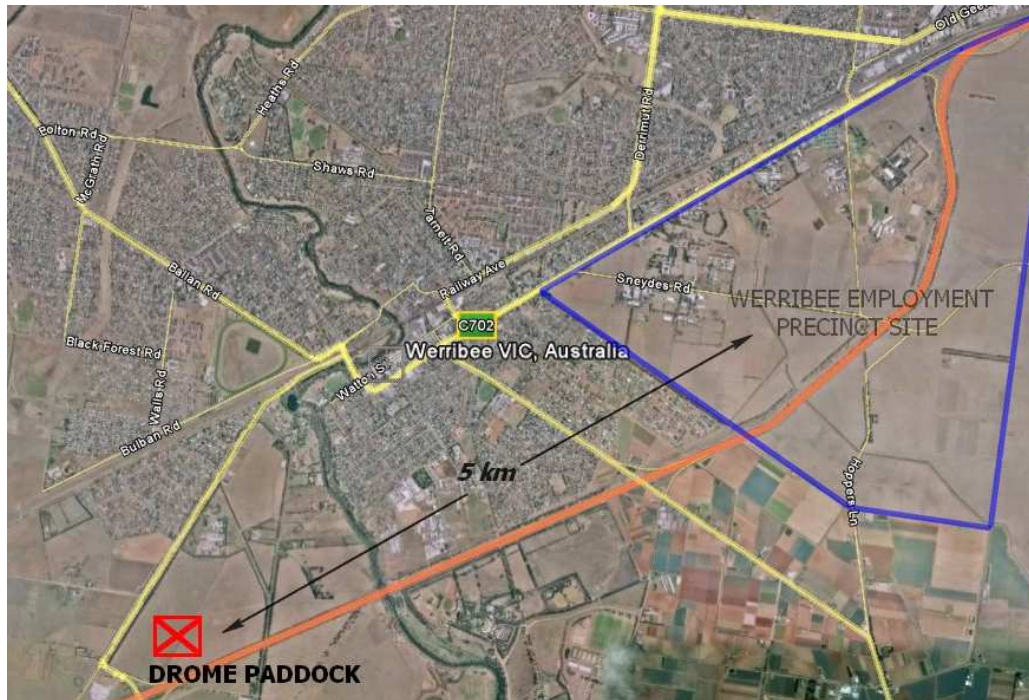 Old Geo
Heaths Rd
Derrimut Rd
Bolton Rd
McGrath Rd
Shaws Rd
Tarneit Rd
Railway Ave
Ballan Rd
Sneydes Rd
WERRIBEE EMPLOYMENT
PRECINCT SITE
C702
Werribee VIC, Australia
Black Forest Rd
Walls Rd
Watton S
Bulban Rd
5 km
Hoppers Ln
DROME PADDOCK